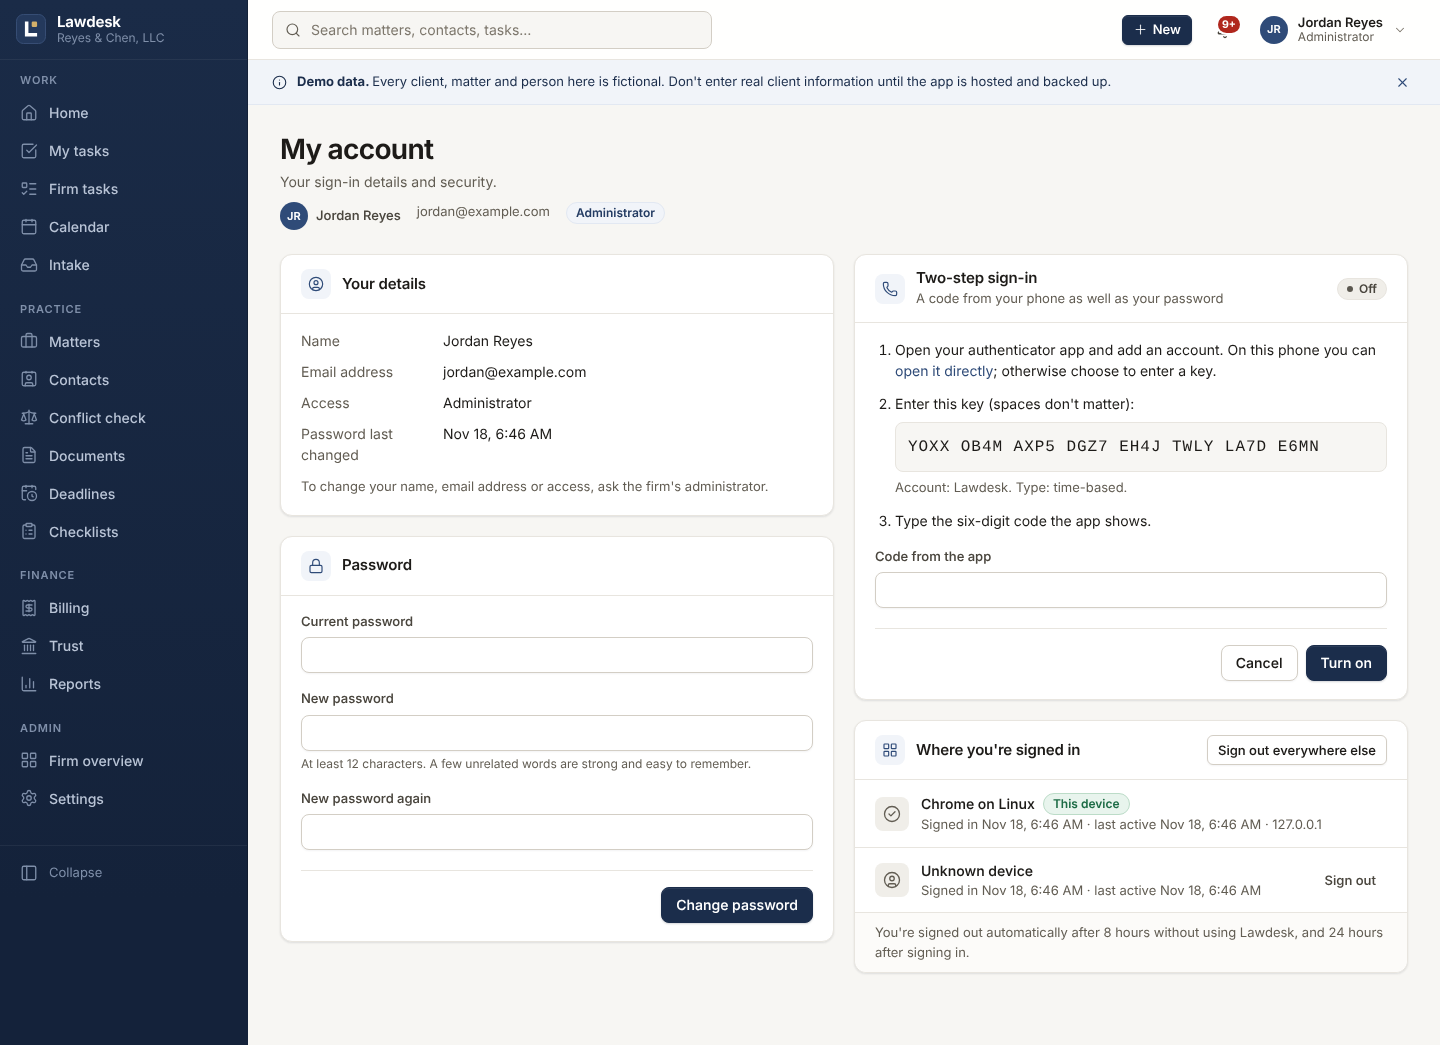 Lawdesk
Reyes & Chen, LLC
WORK
Home
My tasks
Firm tasks
Calendar
Intake
PRACTICE
Matters
Contacts
Conflict check
Documents
Deadlines
Checklists
FINANCE
Billing
Trust
Reports
ADMIN
Firm overview
Settings
Collapse
Search matters, contacts, tasks...
New
9+
JR
Jordan Reyes
Administrator
Demo data. Every client, matter and person here is fictional. Don't enter real client information until the app is hosted and backed up.
My account
Your sign-in details and security.
JR Jordan Reyes jordan@example.com Administrator
Your details
Name Jordan Reyes
Email address jordan@example.com
Access Administrator
Password last changed Nov 18, 6:46 AM
To change your name, email address or access, ask the firm's administrator.
Password
Current password
New password
At least 12 characters. A few unrelated words are strong and easy to remember.
New password again
Change password
Two-step sign-in
A code from your phone as well as your password
Off
1. Open your authenticator app and add an account. On this phone you can
open it directly; otherwise choose to enter a key.
2. Enter this key (spaces don't matter):
YOXX OB4M AXP5 DGZ7 EH4J TWLY LA7D E6MN
Account: Lawdesk. Type: time-based.
3. Type the six-digit code the app shows.
Code from the app
Cancel
Turn on
Where you're signed in
Sign out everywhere else
Chrome on Linux This device
Signed in Nov 18, 6:46 AM · last active Nov 18, 6:46 AM · 127.0.0.1
Unknown device
Signed in Nov 18, 6:46 AM · last active Nov 18, 6:46 AM
Sign out
You're signed out automatically after 8 hours without using Lawdesk, and 24 hours
after signing in.